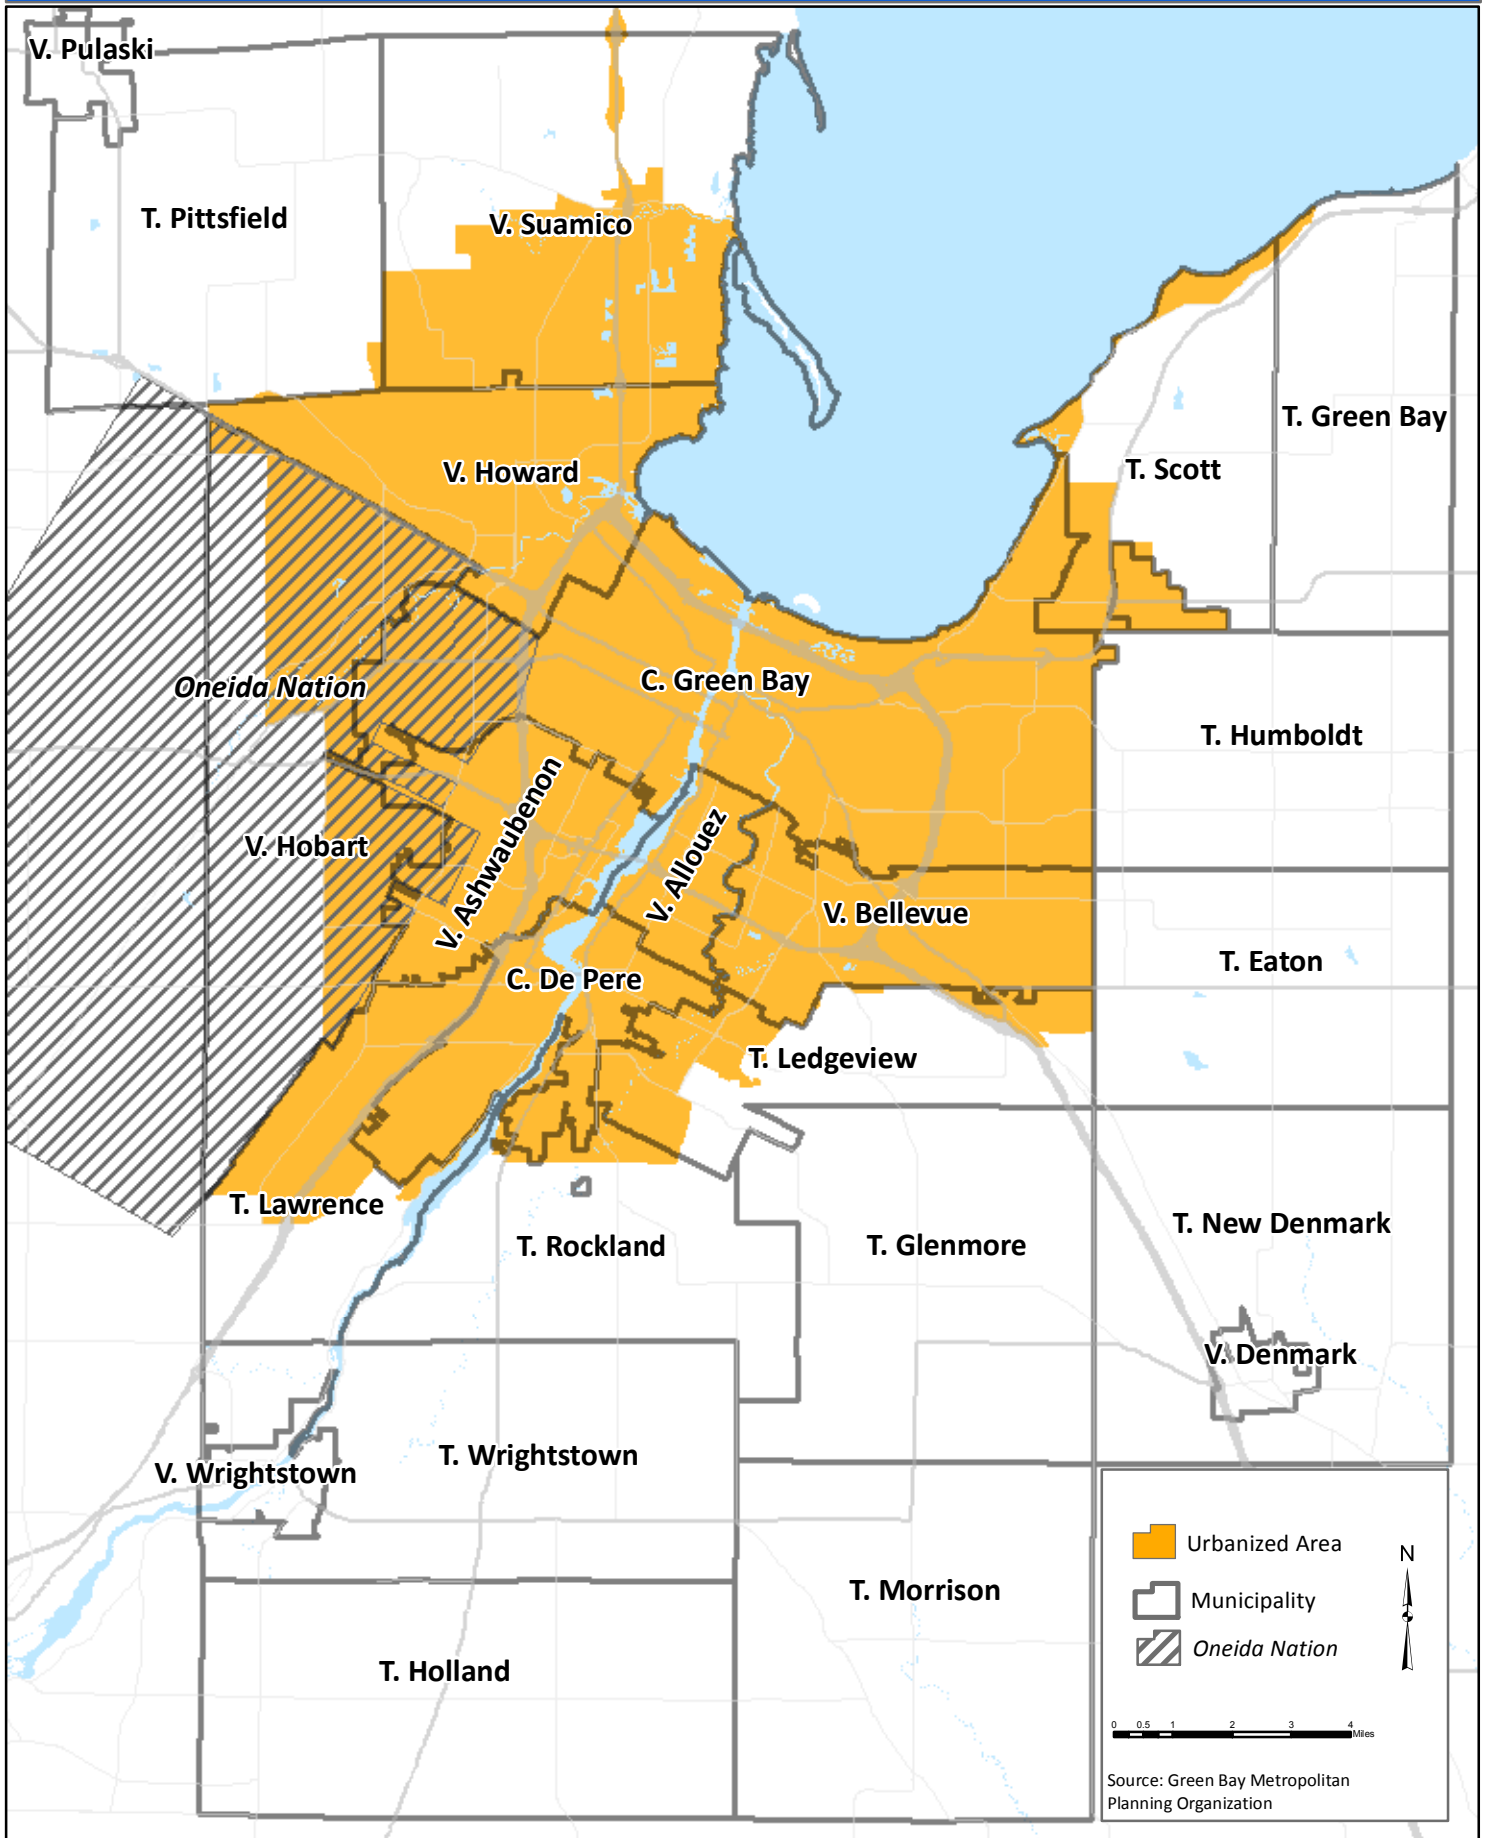 V. Pulaski
T. Pittsfield
V. Suamico
T. Green Bay
V. Howard
T. Scott
C. Green Bay
Oneida Nation
T. Humboldt
V. Ashwaubenon
V. Allouez
V. Hobart
V. Bellevue
T. Eaton
C. De Pere
T. Ledgeview
T. Lawrence
T. New Denmark
T. Rockland
T. Glenmore
V. Denmark
T. Wrightstown
V. Wrightstown
T. Morrison
T. Holland
Urbanized Area
N
Municipality
Oneida Nation
0 0.5 1 2 3 4
Miles
Source: Green Bay Metropolitan
Planning Organization